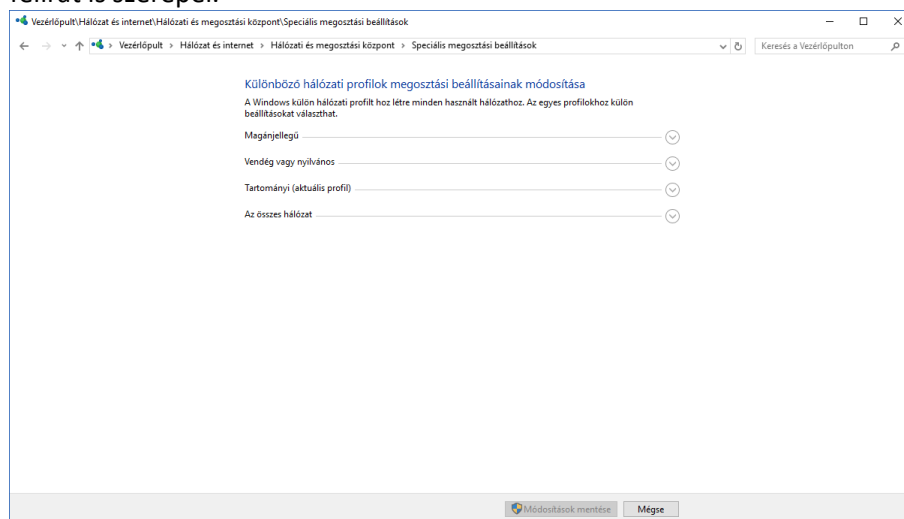 felirat is szerepel.
Vezérlőpult\Hálózat és internet\Hálózati és megosztási központ\Speciális megosztási beállítások
Vezérlőpult > Hálózat és internet > Hálózati és megosztási központ > Speciális megosztási beállítások
Keresés a Vezérlőpulton
Különböző hálózati profilok megosztási beállításainak módosítása
A Windows külön hálózati profilt hoz létre minden használt hálózathoz. Az egyes profilokhoz külön
beállításokat választhat.
Magánjellegű
Vendég vagy nyilvános
Tartományi (aktuális profil)
Az összes hálózat
Módosítások mentése
Mégse